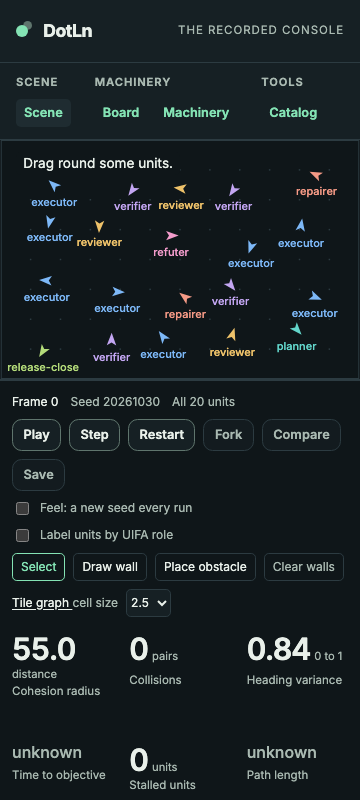 DotLn
THE RECORDED CONSOLE
SCENE MACHINERY TOOLS
Scene Board Machinery Catalog
Drag round some units.
repairer
executor verifier reviewer verifier
executor reviewer executor
refuter executor
executor verifier
executor repairer executor
planner
release-close verifier executor reviewer
Frame 0 Seed 20261030 All 20 units
Play Step Restart Fork Compare
Save
Feel: a new seed every run
Label units by UIFA role
Select Draw wall Place obstacle Clear walls
Tile graph cell size 2.5
55.0 distance
Cohesion radius
0 pairs
Collisions
0.84 0 to 1
Heading variance
unknown
Time to objective
0 units
Stalled units
unknown
Path length